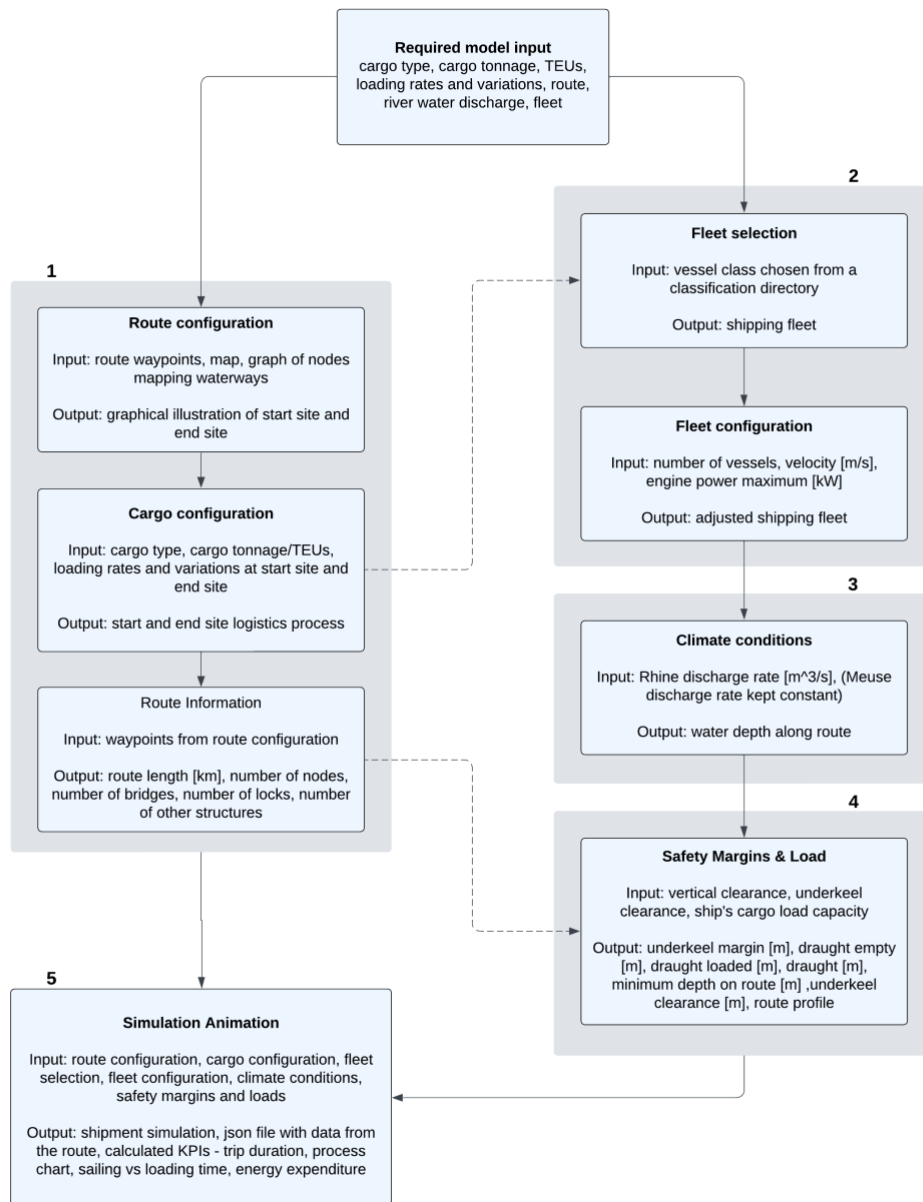 Required model input
cargo type, cargo tonnage, TEUs,
loading rates and variations, route,
river water discharge, fleet
1
Route configuration
Input: route waypoints, map, graph of nodes
mapping waterways
Output: graphical illustration of start site and
end site
Cargo configuration
Input: cargo type, cargo tonnage/TEUs,
loading rates and variations at start site and
end site
Output: start and end site logistics process
Route Information
Input: waypoints from route configuration
Output: route length [km], number of nodes,
number of bridges, number of locks, number
of other structures
2
Fleet selection
Input: vessel class chosen from a
classification directory
Output: shipping fleet
Fleet configuration
Input: number of vessels, velocity [m/s],
engine power maximum [kW]
Output: adjusted shipping fleet
3
Climate conditions
Input: Rhine discharge rate [m^3/s], (Meuse
discharge rate kept constant)
Output: water depth along route
4
Safety Margins & Load
Input: vertical clearance, underkeel
clearance, ship's cargo load capacity
Output: underkeel margin [m], draught empty
[m], draught loaded [m], draught [m],
minimum depth on route [m] ,underkeel
clearance [m], route profile
5
Simulation Animation
Input: route configuration, cargo configuration, fleet
selection, fleet configuration, climate conditions,
safety margins and loads
Output: shipment simulation, json file with data from
the route, calculated KPIs - trip duration, process
chart, sailing vs loading time, energy expenditure